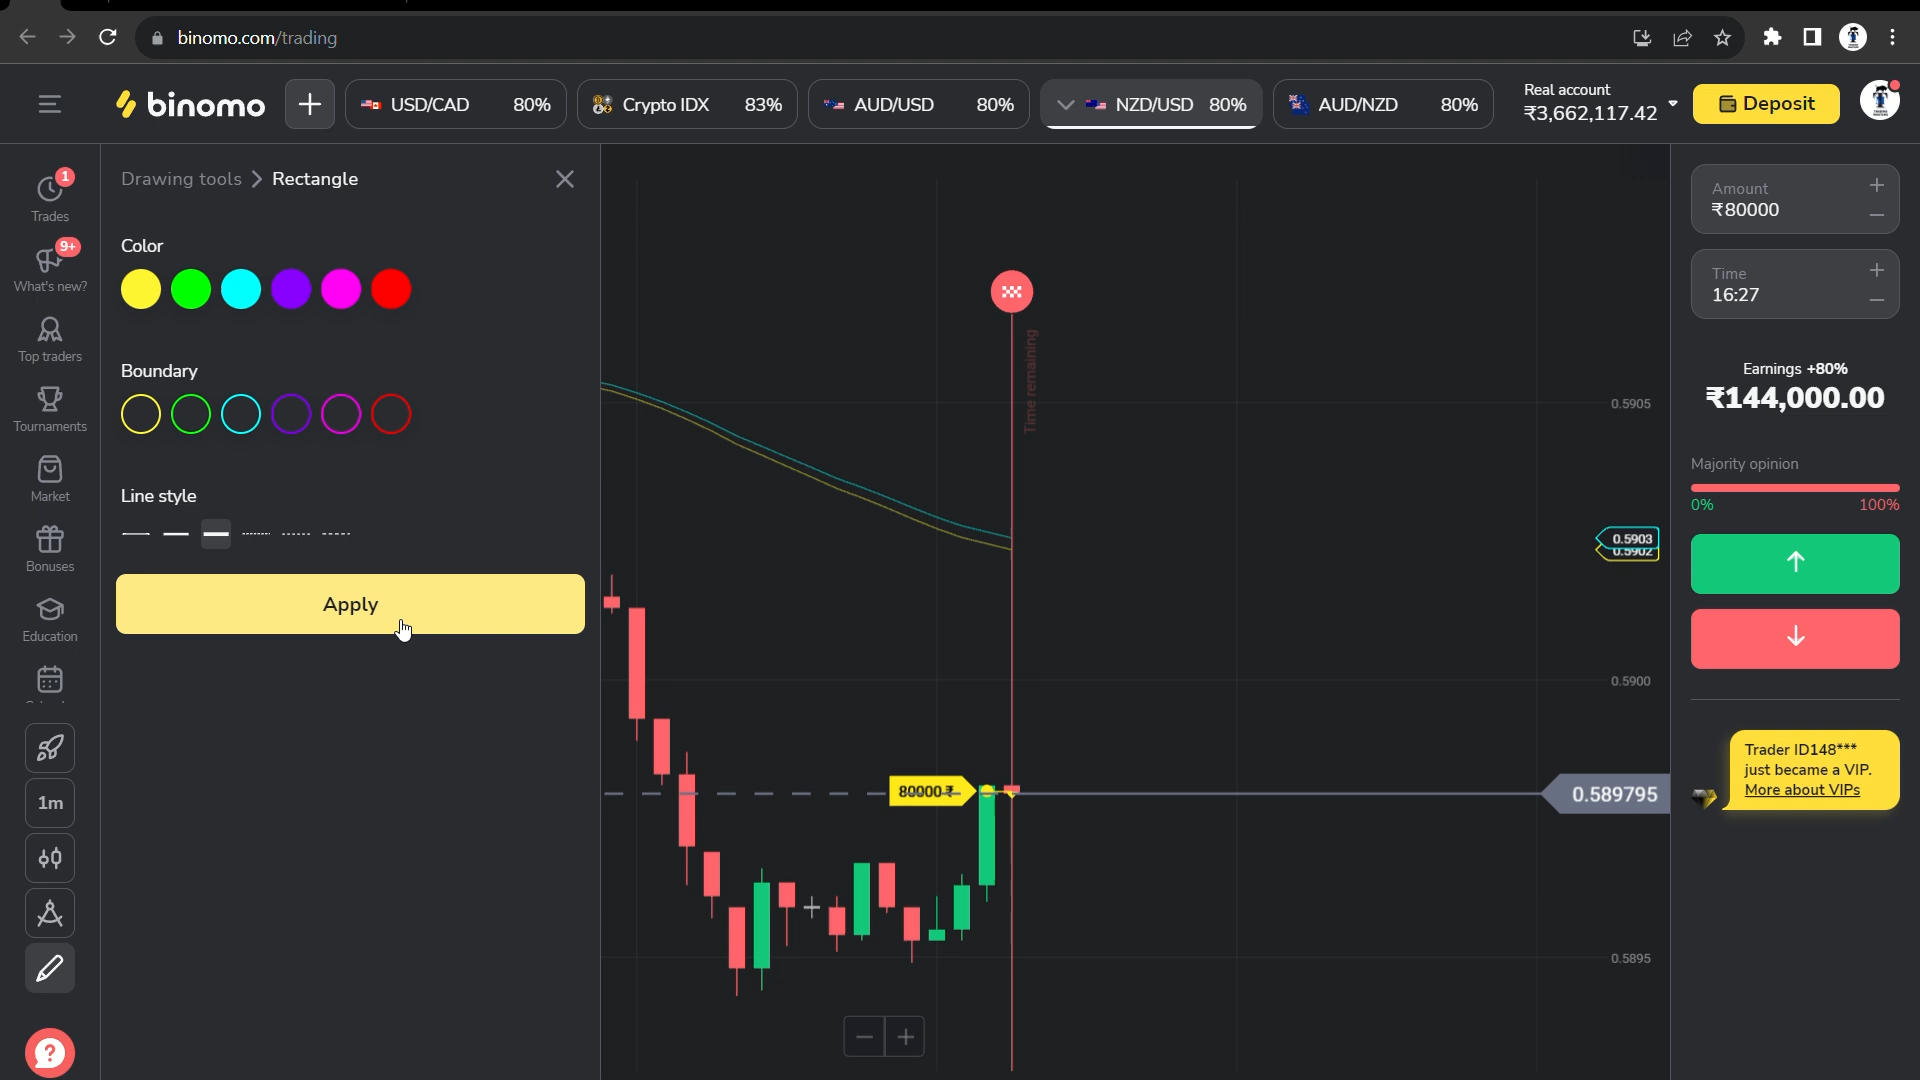 binomo.com/trading
binomo
USD/CAD 80%
Crypto IDX 83%
AUD/USD 80%
NZD/USD 80%
AUD/NZD 80%
Real account
₹3,662,117.42
Deposit
1
Trades
9+
What's new?
Top traders
Tournaments
Market
Bonuses
Education
1m
Drawing tools > Rectangle
Color
Boundary
Line style
Apply
Time remaining
0.5905
0.5903
0.5902
0.5900
80000 ₹
0.589795
0.5895
Amount
₹80000
Time
16:27
Earnings +80%
₹144,000.00
Majority opinion
0% 100%
Trader ID148***
just became a VIP.
More about VIPs